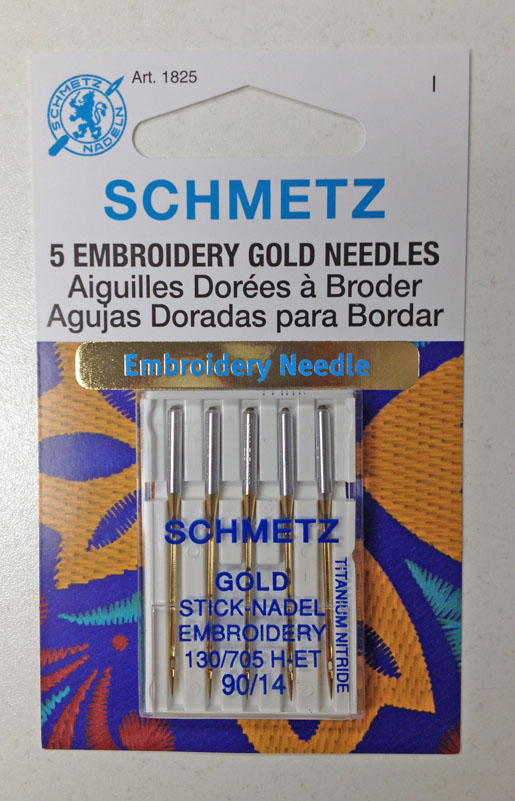 SCHMETZ
NADELN
Art. 1825
I
SCHMETZ
5 EMBROIDERY GOLD NEEDLES
Aiguilles Dorées à Broder
Agujas Doradas para Bordar
Embroidery Needle
SCHMETZ
GOLD
STICK-NADEL
EMBROIDERY
130/705 H-ET
90/14
TITANIUM NITRIDE